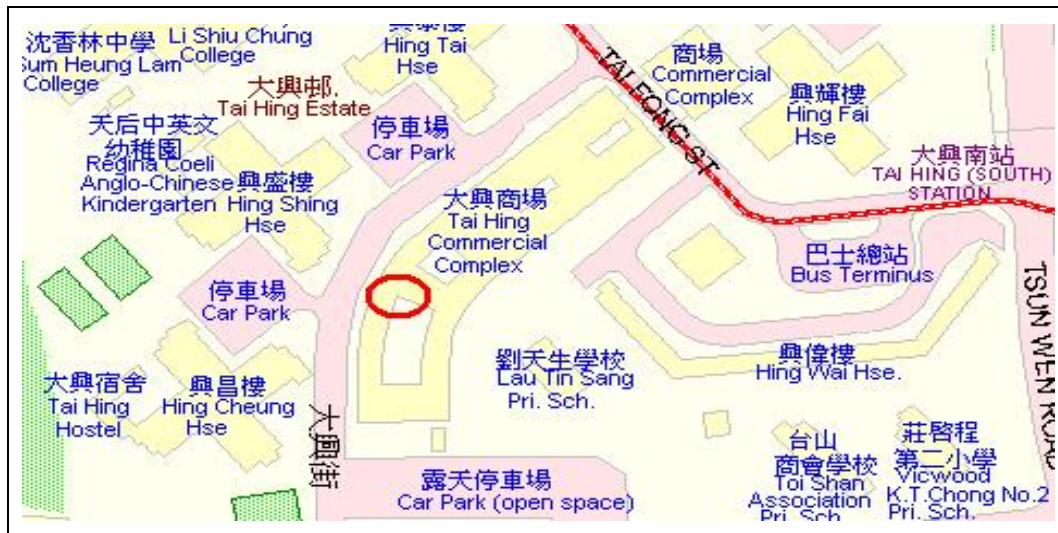 沈香林中學
Sum Heung Lam
College
Li Shiu Chung
College
Hing Tai
Hse
大興邨.
Tai Hing Estate
停車場
Car Park
商場
Commercial
Complex
興輝樓
Hing Fai
Hse
TAI FONG ST
大興南站
TAI HING (SOUTH)
STATION
天后中英文
幼稚園
Regina Coeli
Anglo-Chinese
Kindergarten
興盛樓
Hing Shing
Hse
大興商場
Tai Hing
Commercial
Complex
巴士總站
Bus Terminus
停車場
Car Park
TSUN WEN ROAD
劉天生學校
Lau Tin Sang
Pri. Sch.
興偉樓
Hing Wai Hse.
大興宿舍
Tai Hing
Hostel
興昌樓
Hing Cheung
Hse
大興街
露天停車場
Car Park (open space)
台山
商會學校
Toi Shan
Association
Pri. Sch.
莊啓程
第二小學
Vicwood
K.T.Chong No.2
Pri. Sch.